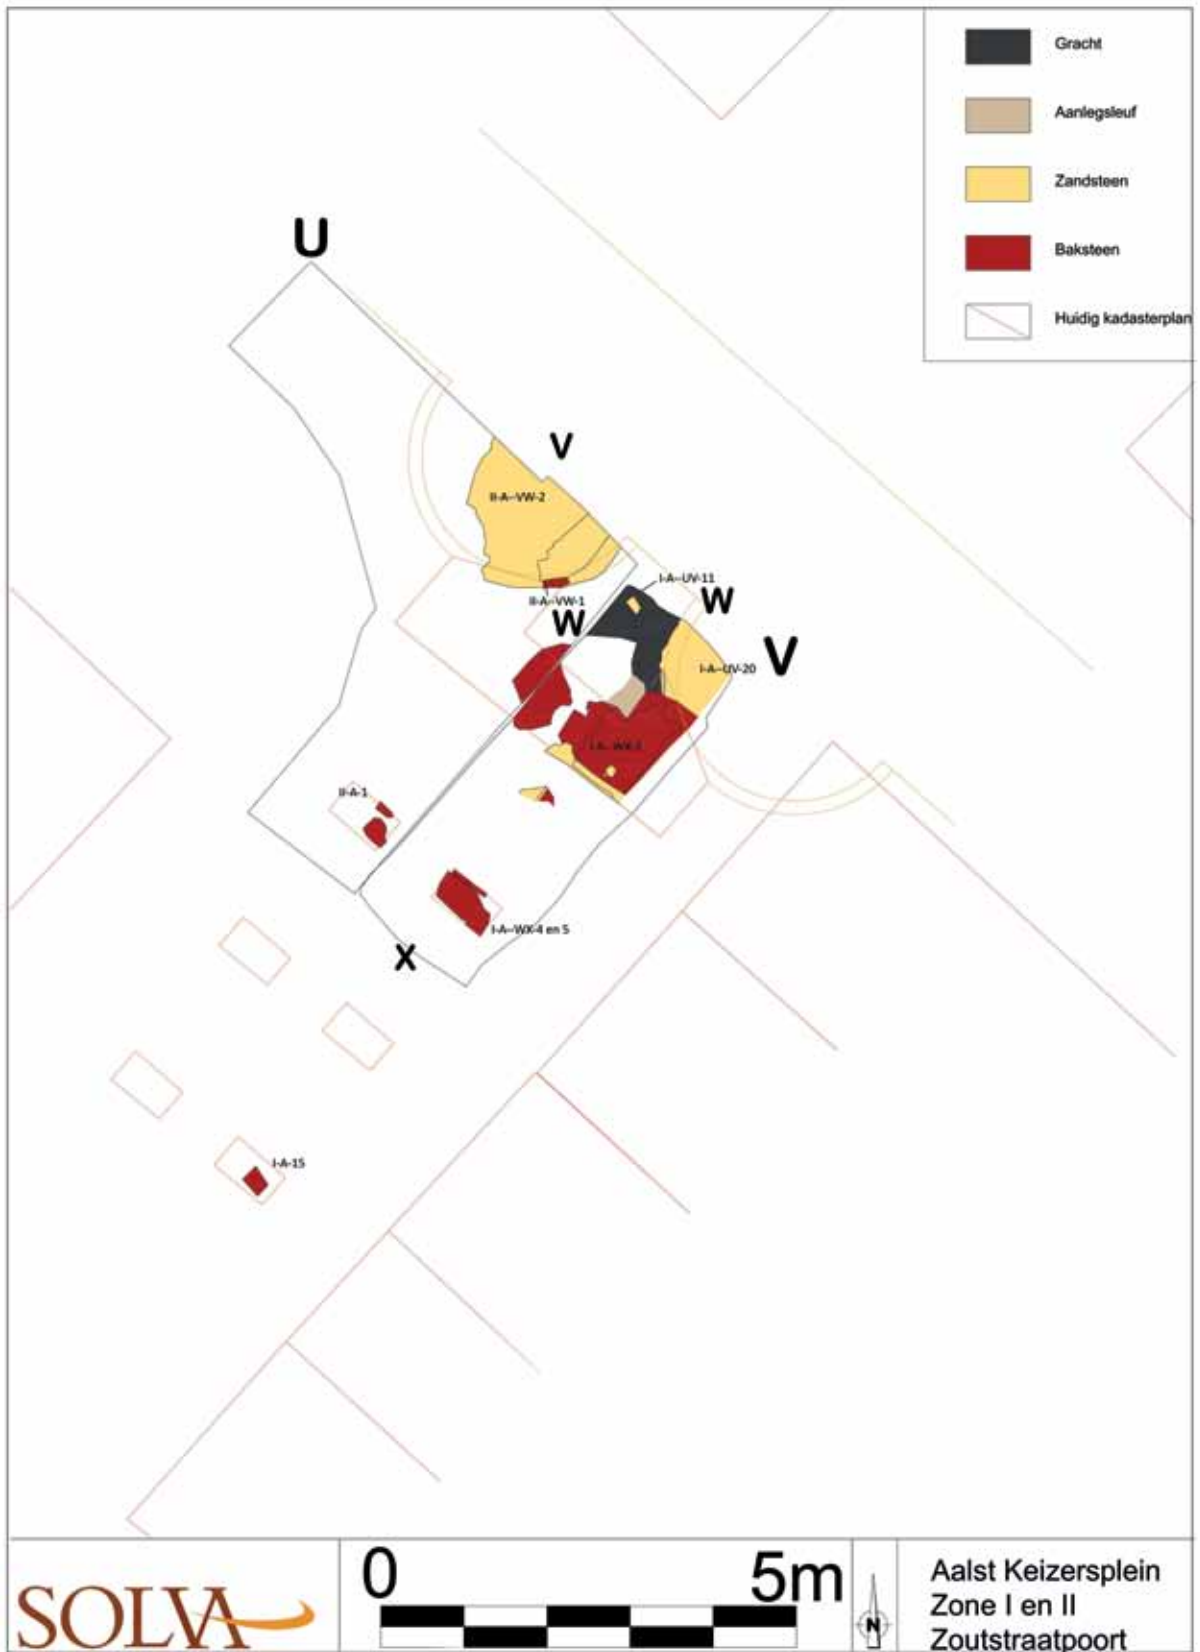 Gracht
Aanlegsleuf
Zandsteen
Baksteen
Huidig kadasterplan
U
V
II-A--VW-2
I-A--UV-11
II-A--VW-1
W
W
V
I-A--UV-20
I-A--WX-
II-A-1
I-A--WX-4 en 5
X
I-A-15
SOLVA
0 5m
N
Aalst Keizersplein
Zone I en II
Zoutstraatpoort